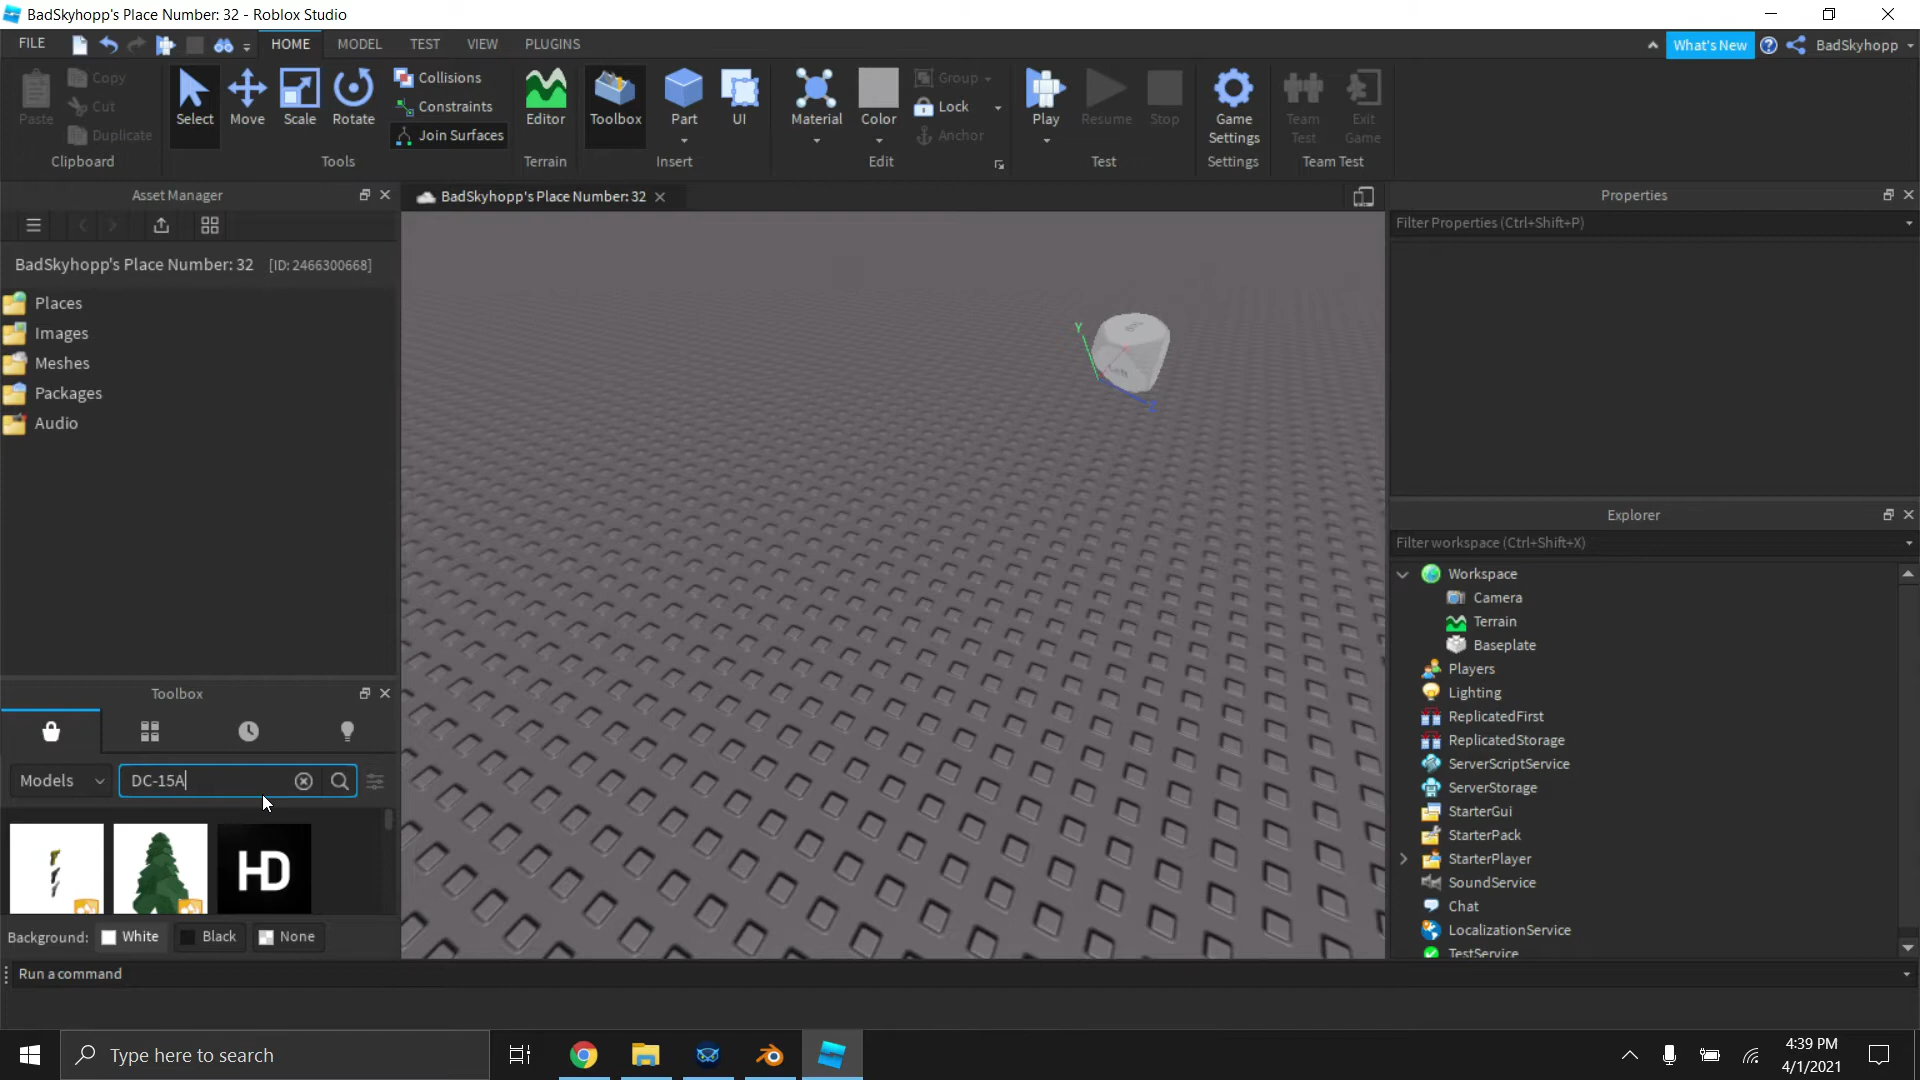 BadSkyhopp's Place Number: 32 - Roblox Studio
FILE HOME MODEL TEST VIEW PLUGINS What's New BadSkyhopp
Paste Copy Cut Duplicate
Clipboard
Select Move Scale Rotate Collisions Constraints Join Surfaces
Tools
Editor
Terrain
Toolbox Part UI
Insert
Material Color Group Lock Anchor
Edit
Play Resume Stop
Test
Game Settings
Settings
Team Test Exit Game
Team Test
Asset Manager
BadSkyhopp's Place Number: 32 [ID: 2466300668]
Places
Images
Meshes
Packages
Audio
Toolbox
Models DC-15A
HD
Background: White Black None
BadSkyhopp's Place Number: 32
Y
Left
Z
Properties
Filter Properties (Ctrl+Shift+P)
Explorer
Filter workspace (Ctrl+Shift+X)
Workspace
Camera
Terrain
Baseplate
Players
Lighting
ReplicatedFirst
ReplicatedStorage
ServerScriptService
ServerStorage
StarterGui
StarterPack
StarterPlayer
SoundService
Chat
LocalizationService
TestService
Run a command
Type here to search
4:39 PM
4/1/2021